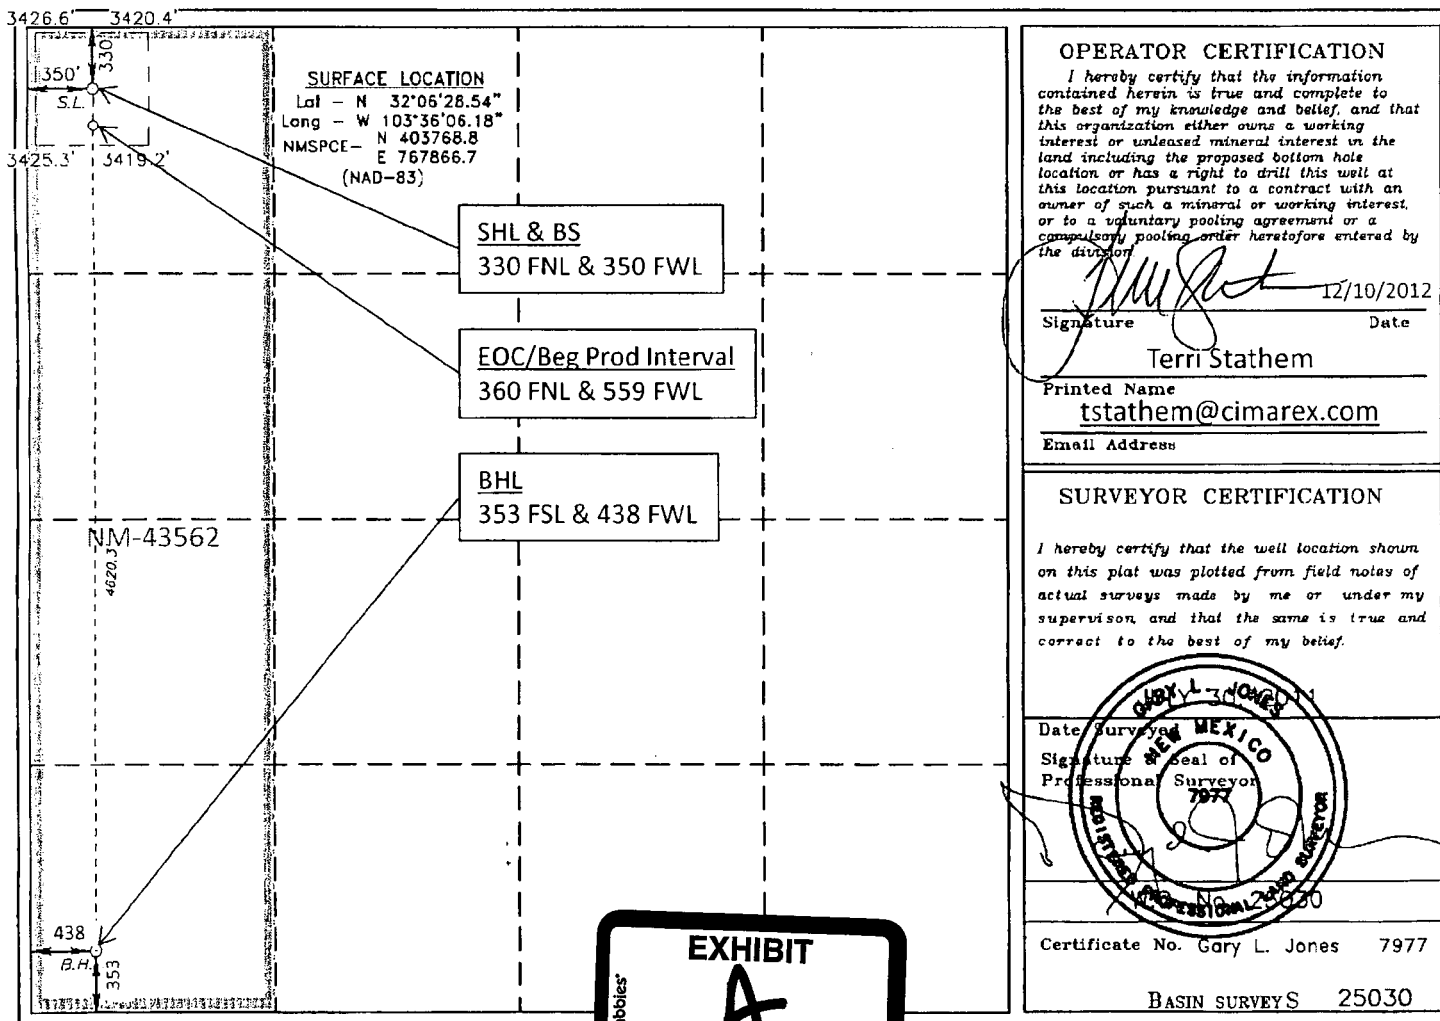 3426.6' 3420.4'
330
350'
S.L.
3425.3' 3419.2'
SURFACE LOCATION
Lat - N 32°06'28.54"
Long - W 103°36'06.18"
NMSPCE- N 403768.8
E 767866.7
(NAD-83)
SHL & BS
330 FNL & 350 FWL
EOC/Beg Prod Interval
360 FNL & 559 FWL
BHL
353 FSL & 438 FWL
NM-43562
4620.3
438
B.H.
353
EXHIBIT
A
OPERATOR CERTIFICATION
I hereby certify that the information
contained herein is true and complete to
the best of my knowledge and belief, and that
this organization either owns a working
interest or unleased mineral interest in the
land including the proposed bottom hole
location or has a right to drill this well at
this location pursuant to a contract with an
owner of such a mineral or working interest,
or to a voluntary pooling agreement or a
compulsory pooling order heretofore entered by
the division.
12/10/2012
Signature Date
Terri Stathem
Printed Name
tstathem@cimarex.com
Email Address
SURVEYOR CERTIFICATION
I hereby certify that the well location shown
on this plat was plotted from field notes of
actual surveys made by me or under my
supervison, and that the same is true and
correct to the best of my belief.
Date Surveyed
Signature & Seal of
Professional Surveyor
GARY L. JONES
NEW MEXICO
7977
REGISTERED PROFESSIONAL LAND SURVEYOR
Certificate No. Gary L. Jones 7977
BASIN SURVEYS 25030